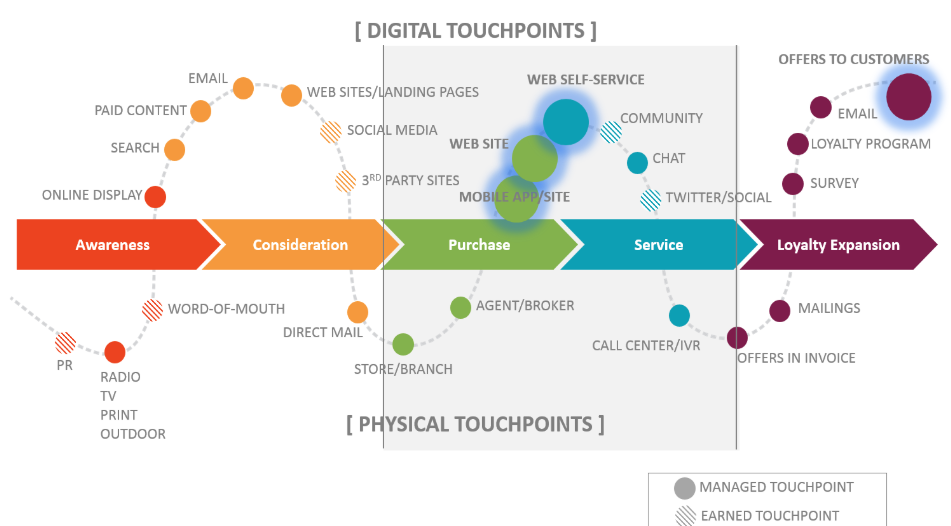 [ DIGITAL TOUCHPOINTS ]
OFFERS TO CUSTOMERS
EMAIL
WEB SELF-SERVICE
WEB SITES/LANDING PAGES
PAID CONTENT
EMAIL
SOCIAL MEDIA
COMMUNITY
SEARCH
WEB SITE
LOYALTY PROGRAM
CHAT
3RD PARTY SITES
SURVEY
ONLINE DISPLAY
MOBILE APP/SITE
TWITTER/SOCIAL
Awareness
Consideration
Purchase
Service
Loyalty Expansion
WORD-OF-MOUTH
AGENT/BROKER
MAILINGS
DIRECT MAIL
CALL CENTER/IVR
OFFERS IN INVOICE
PR
STORE/BRANCH
RADIO
TV
PRINT
OUTDOOR
[ PHYSICAL TOUCHPOINTS ]
MANAGED TOUCHPOINT
EARNED TOUCHPOINT